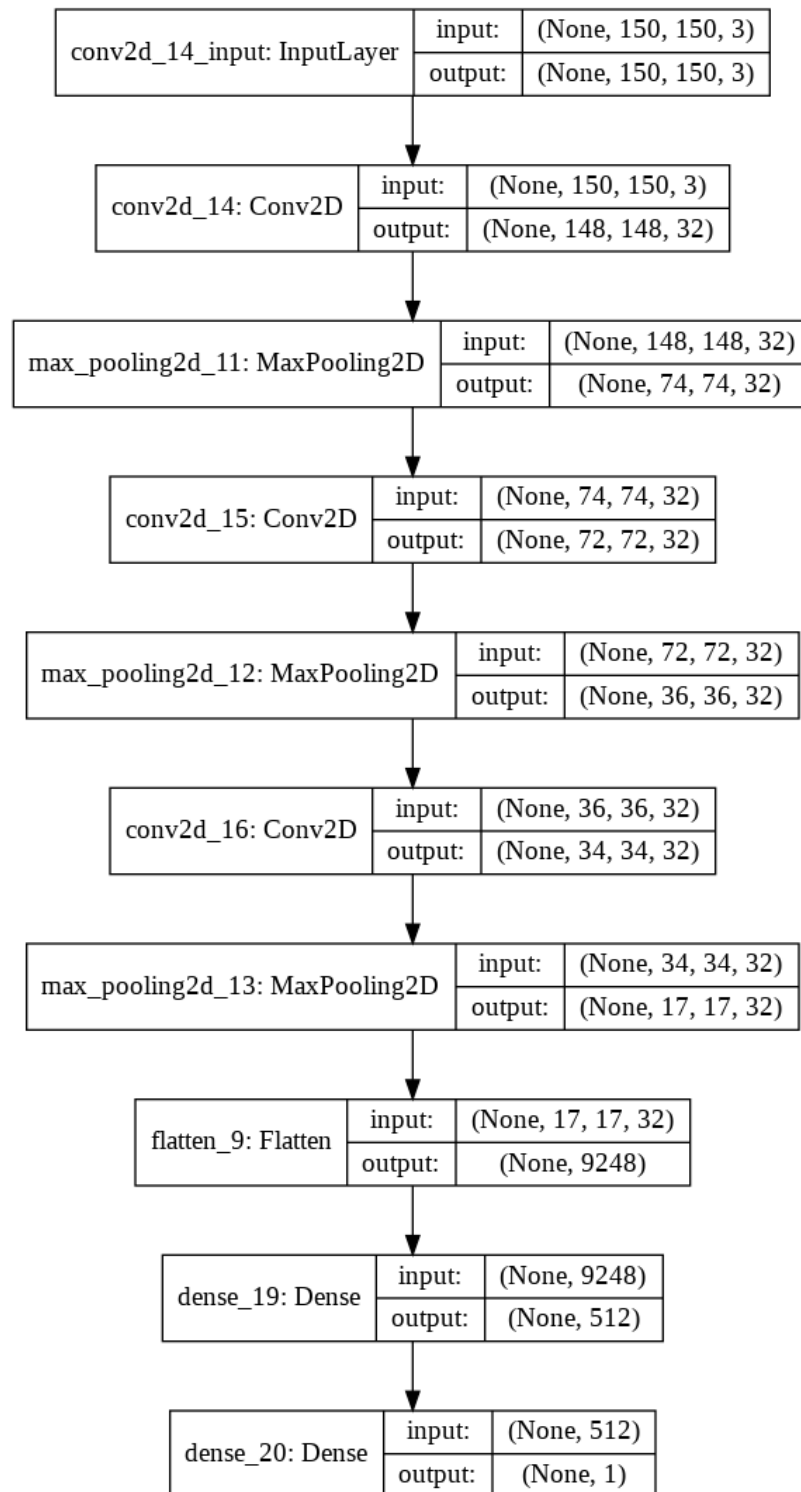 conv2d_14_input: InputLayer
input: (None, 150, 150, 3)
output: (None, 150, 150, 3)
conv2d_14: Conv2D
input: (None, 150, 150, 3)
output: (None, 148, 148, 32)
max_pooling2d_11: MaxPooling2D
input: (None, 148, 148, 32)
output: (None, 74, 74, 32)
conv2d_15: Conv2D
input: (None, 74, 74, 32)
output: (None, 72, 72, 32)
max_pooling2d_12: MaxPooling2D
input: (None, 72, 72, 32)
output: (None, 36, 36, 32)
conv2d_16: Conv2D
input: (None, 36, 36, 32)
output: (None, 34, 34, 32)
max_pooling2d_13: MaxPooling2D
input: (None, 34, 34, 32)
output: (None, 17, 17, 32)
flatten_9: Flatten
input: (None, 17, 17, 32)
output: (None, 9248)
dense_19: Dense
input: (None, 9248)
output: (None, 512)
dense_20: Dense
input: (None, 512)
output: (None, 1)